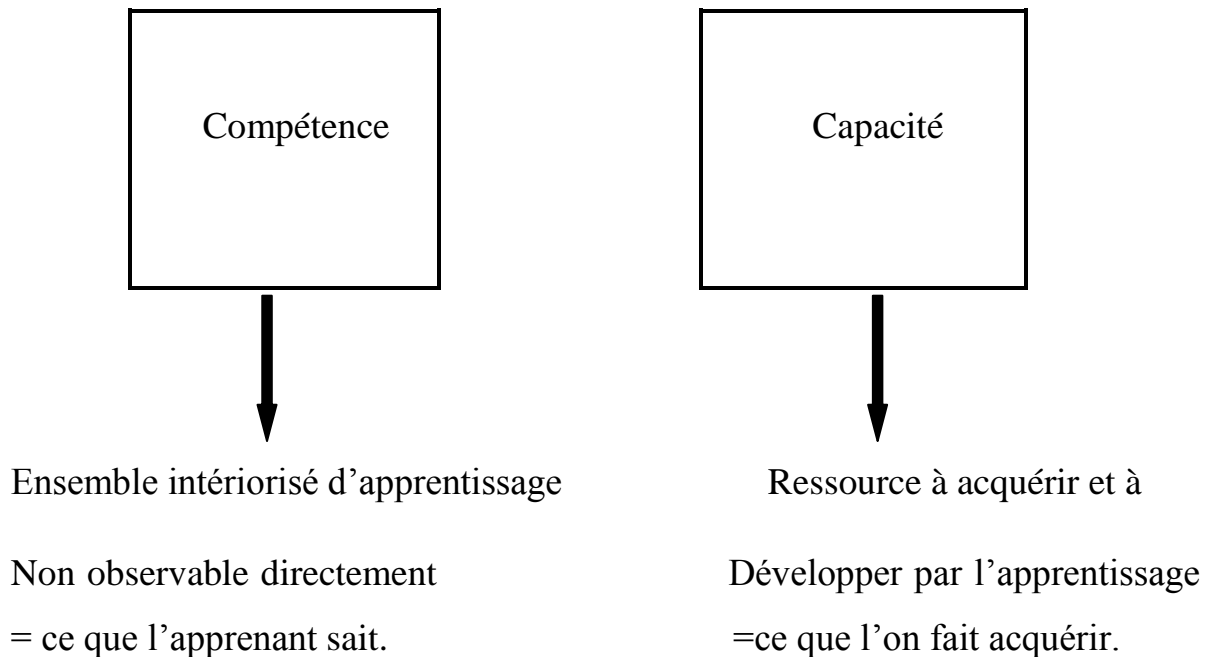 Compétence
Capacité
Ensemble intériorisé d’apprentissage
Ressource à acquérir et à
Non observable directement
Développer par l’apprentissage
= ce que l’apprenant sait.
=ce que l’on fait acquérir.